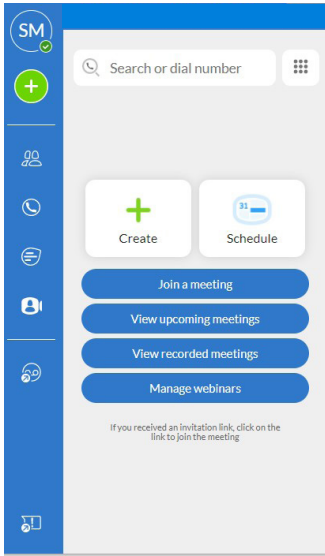 SM
Search or dial number
31
Create
Schedule
Join a meeting
View upcoming meetings
View recorded meetings
Manage webinars
If you received an invitation link, click on the
link to join the meeting